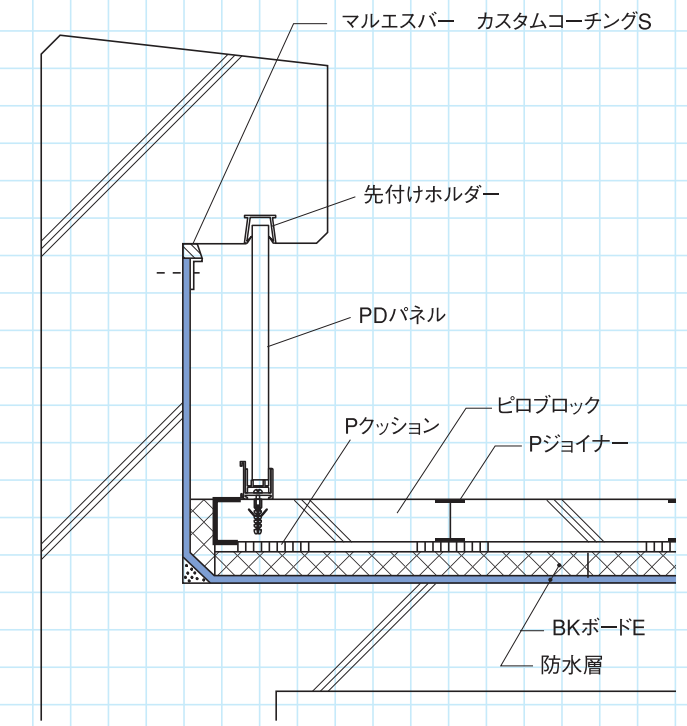 マルエスバー　カスタムコーチングS
先付けホルダー
PDパネル
ピロブロック
Pクッション
Pジョイナー
BKボードE
防水層